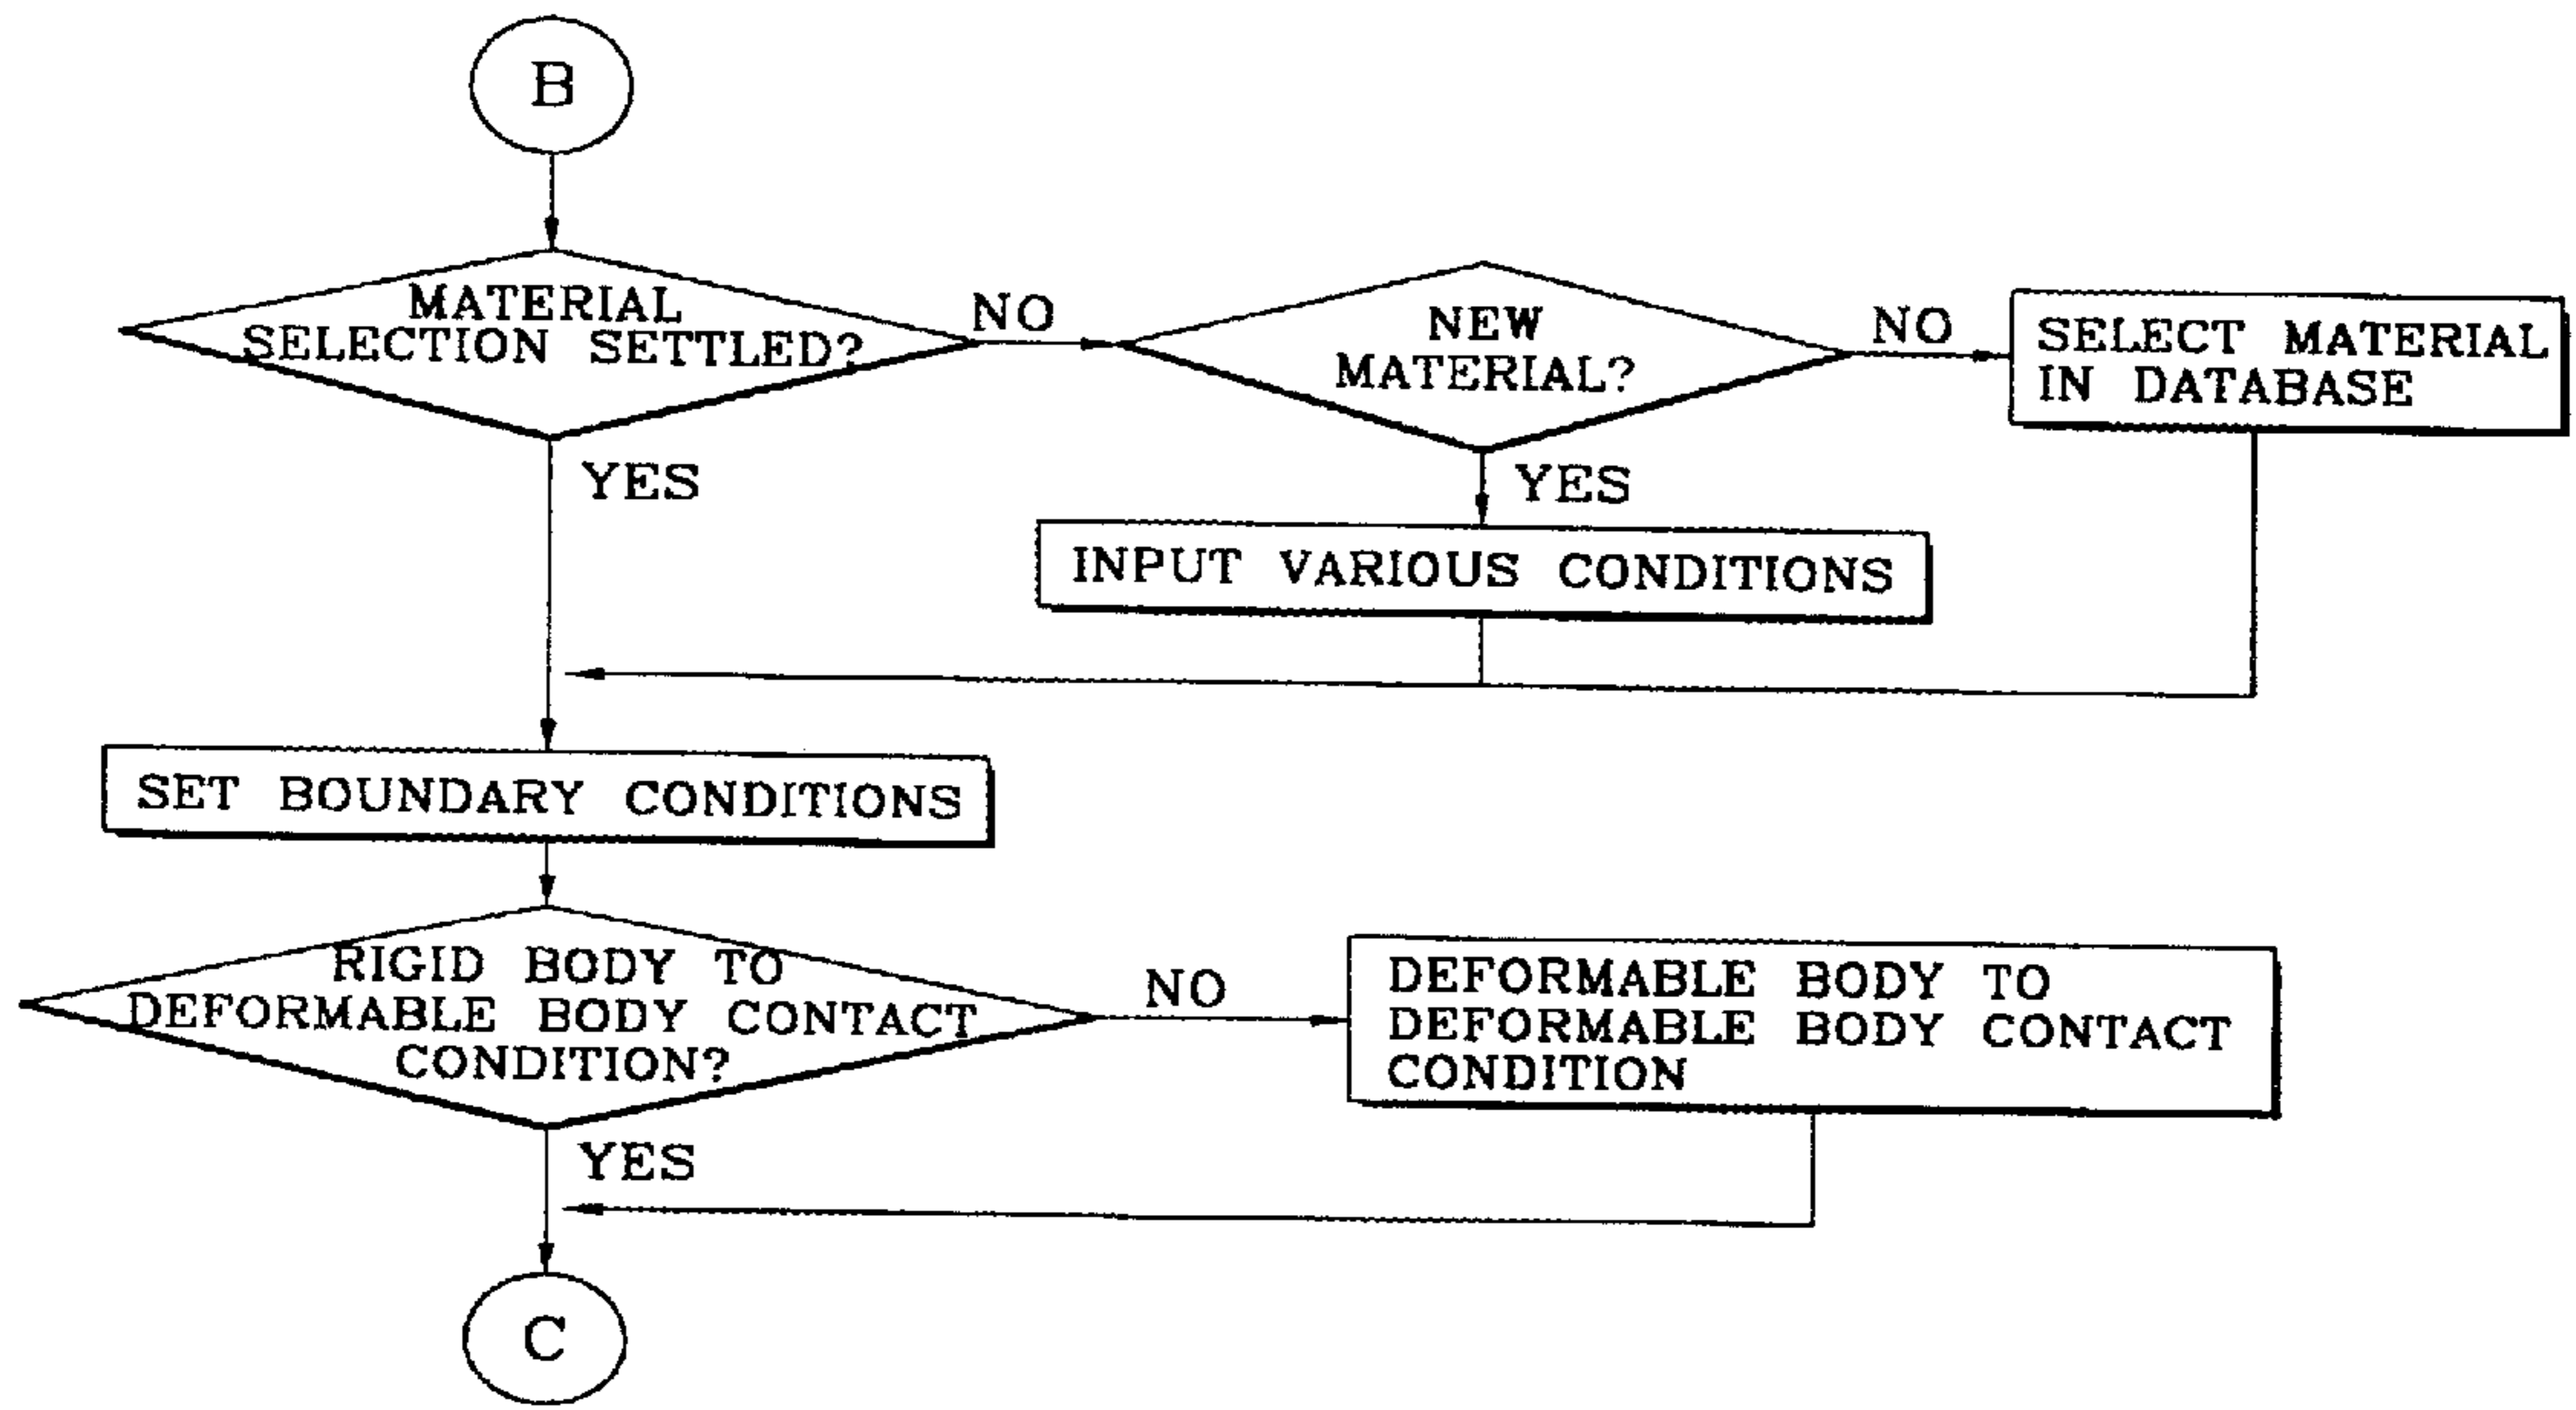 B
MATERIAL
SELECTION SETTLED?
NO
NEW
MATERIAL?
NO
SELECT MATERIAL
IN DATABASE
YES
YES
INPUT VARIOUS CONDITIONS
SET BOUNDARY CONDITIONS
RIGID BODY TO
DEFORMABLE BODY CONTACT
CONDITION?
NO
DEFORMABLE BODY TO
DEFORMABLE BODY CONTACT
CONDITION
YES
C